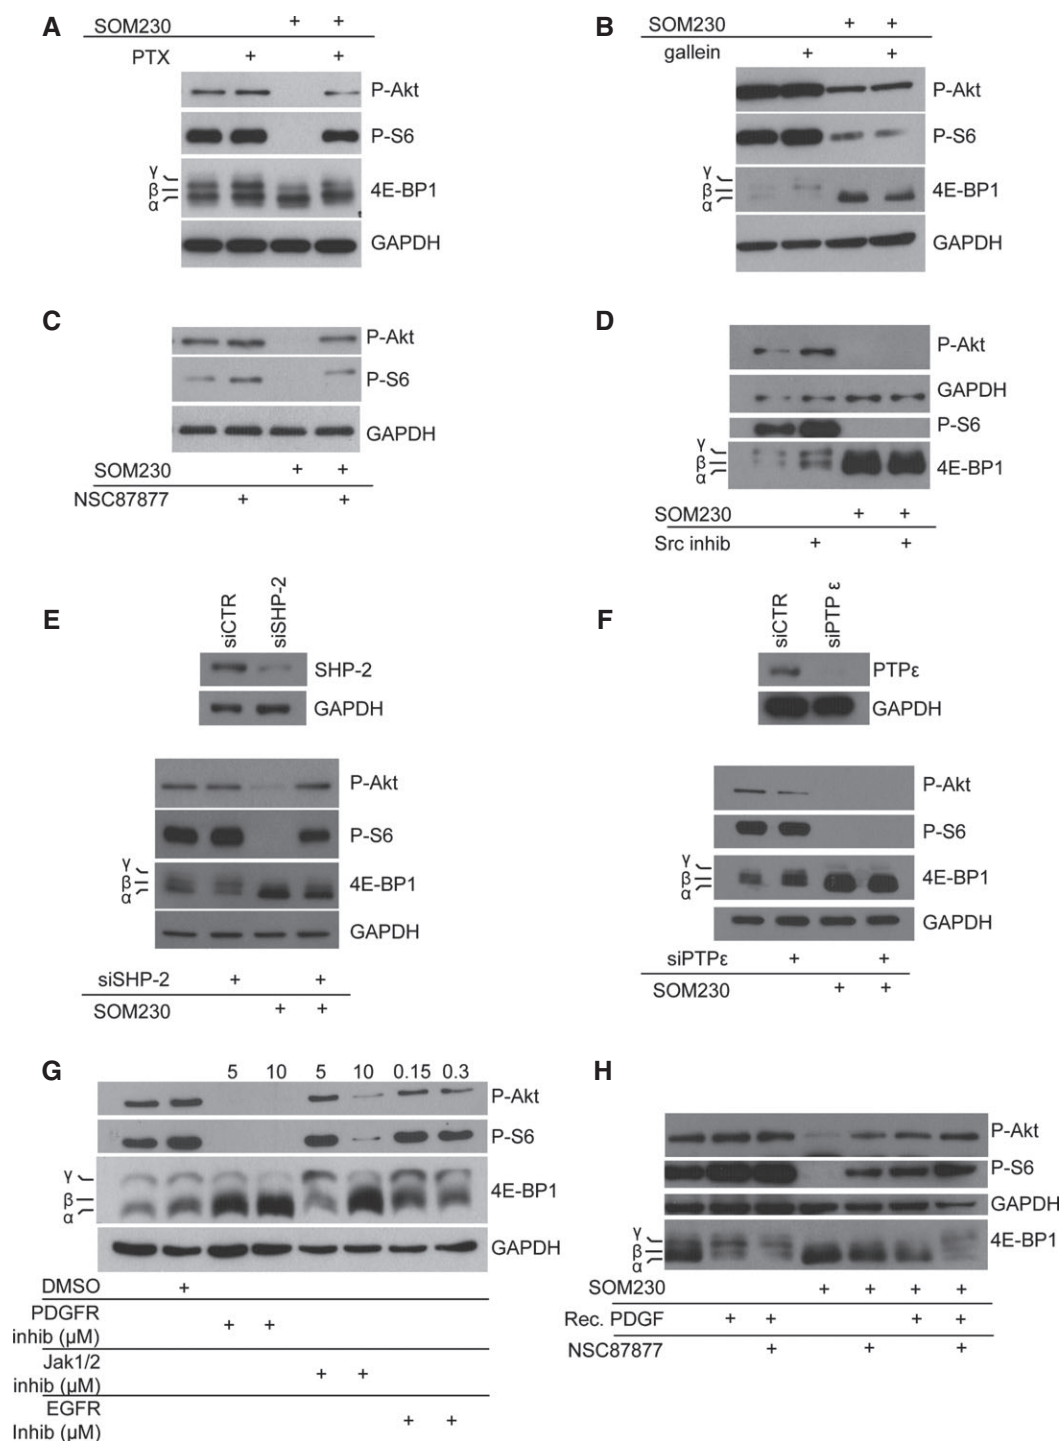 A
SOM230 + +
PTX + +
P-Akt
P-S6
γ
β
α
4E-BP1
GAPDH
B
SOM230 + +
gallein + +
P-Akt
P-S6
γ
β
α
4E-BP1
GAPDH
C
P-Akt
P-S6
GAPDH
SOM230 + +
NSC87877 + +
D
P-Akt
GAPDH
P-S6
γ
β
α
4E-BP1
SOM230 + +
Src inhib + +
E
siCTR
siSHP-2
SHP-2
GAPDH
P-Akt
P-S6
γ
β
α
4E-BP1
GAPDH
siSHP-2 + +
SOM230 + +
F
siCTR
siPTP ε
PTPε
GAPDH
P-Akt
P-S6
γ
β
α
4E-BP1
GAPDH
siPTPε + +
SOM230 + +
G
5 10 5 10 0.15 0.3
P-Akt
P-S6
γ
β
α
4E-BP1
GAPDH
DMSO +
PDGFR
inhib (μM) + +
Jak1/2
inhib (μM) + +
EGFR
Inhib (μM) + +
H
P-Akt
P-S6
GAPDH
γ
β
α
4E-BP1
SOM230 + + + +
Rec. PDGF + + + +
NSC87877 + + +